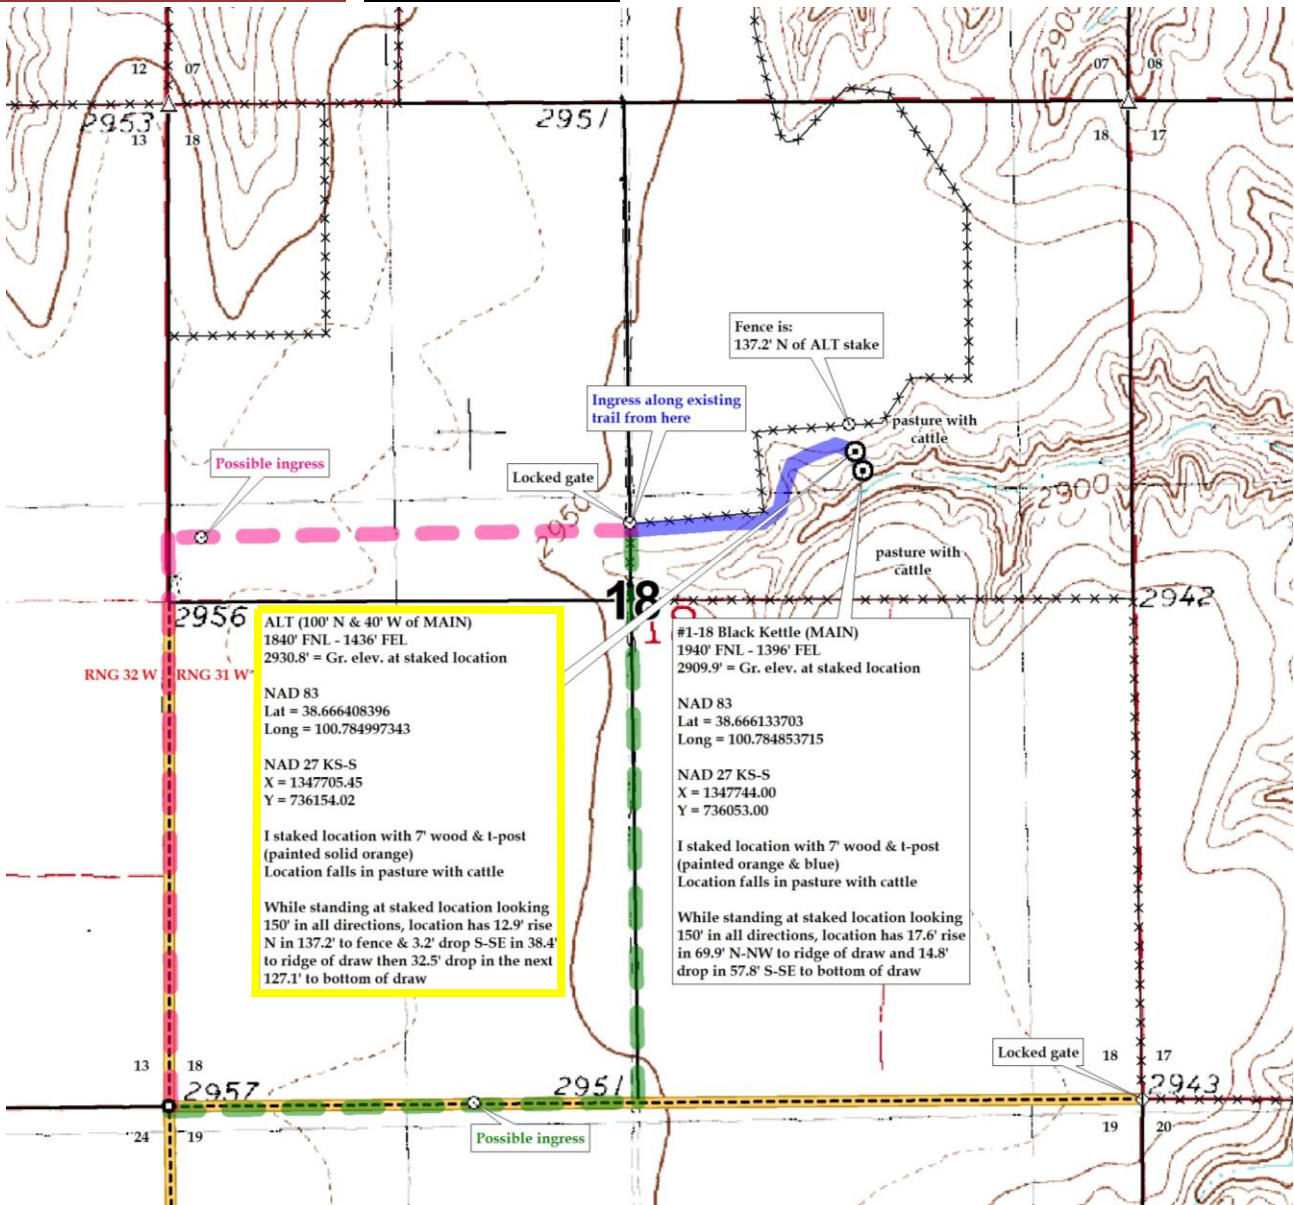 2900
12 07
07 08
2953
2951
13 18
18 17
Fence is:
137.2' N of ALT stake
Ingress along existing
trail from here
pasture with
cattle
Possible ingress
Locked gate
2900
2950
pasture with
cattle
18
2956
2942
18
RNG 32 W
RNG 31 W
ALT (100' N & 40' W of MAIN)
1840' FNL - 1436' FEL
2930.8' = Gr. elev. at staked location
NAD 83
Lat = 38.666408396
Long = 100.784997343
NAD 27 KS-S
X = 1347705.45
Y = 736154.02
I staked location with 7' wood & t-post
(painted solid orange)
Location falls in pasture with cattle
While standing at staked location looking
150' in all directions, location has 12.9' rise
N in 137.2' to fence & 3.2' drop S-SE in 38.4'
to ridge of draw then 32.5' drop in the next
127.1' to bottom of draw
#1-18 Black Kettle (MAIN)
1940' FNL - 1396' FEL
2909.9' = Gr. elev. at staked location
NAD 83
Lat = 38.666133703
Long = 100.784853715
NAD 27 KS-S
X = 1347744.00
Y = 736053.00
I staked location with 7' wood & t-post
(painted orange & blue)
Location falls in pasture with cattle
While standing at staked location looking
150' in all directions, location has 17.6' rise
in 69.9' N-NW to ridge of draw and 14.8'
drop in 57.8' S-SE to bottom of draw
Locked gate
13 18
18 17
2957
2951
2943
24 19
19 20
Possible ingress